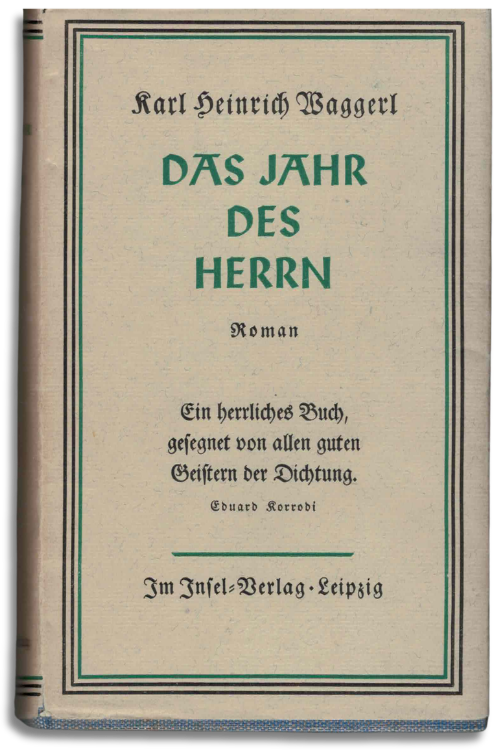 Karl Heinrich Waggerl
DAS JAHR
DES
HERRN
Roman
Ein herrliches Buch,
gesegnet von allen guten
Geistern der Dichtung.
Eduard Korrodi
Im Insel-Verlag • Leipzig